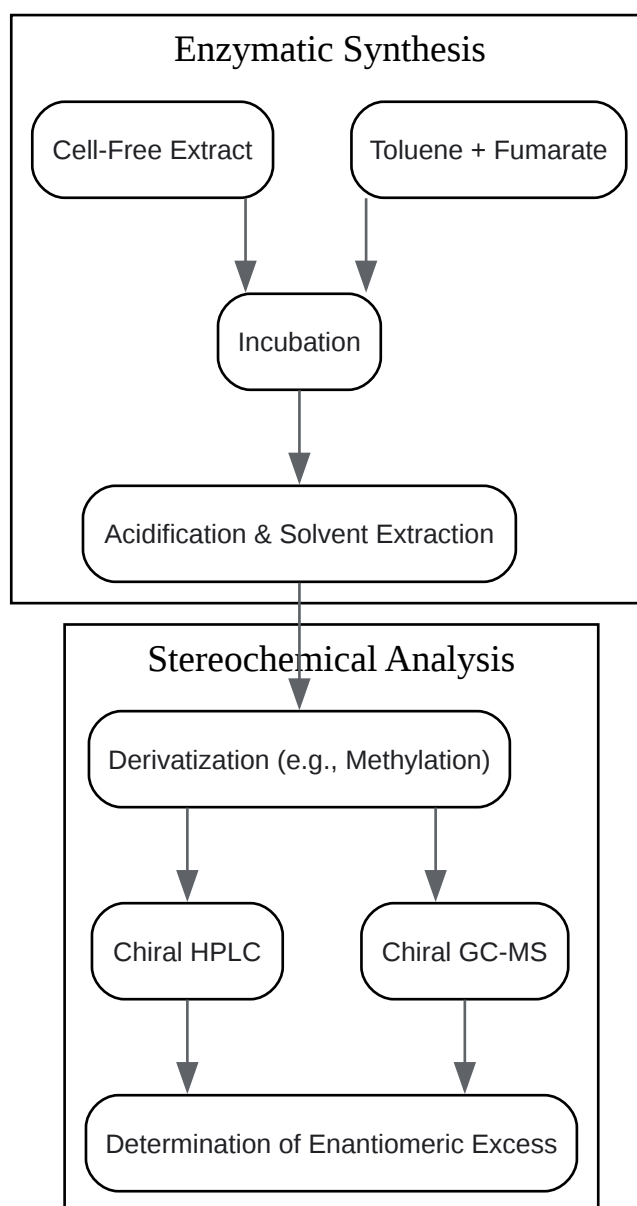 Enzymatic Synthesis
Cell-Free Extract
Toluene + Fumarate
Incubation
Acidification & Solvent Extraction
Stereochemical Analysis
Derivatization (e.g., Methylation)
Chiral HPLC
Chiral GC-MS
Determination of Enantiomeric Excess